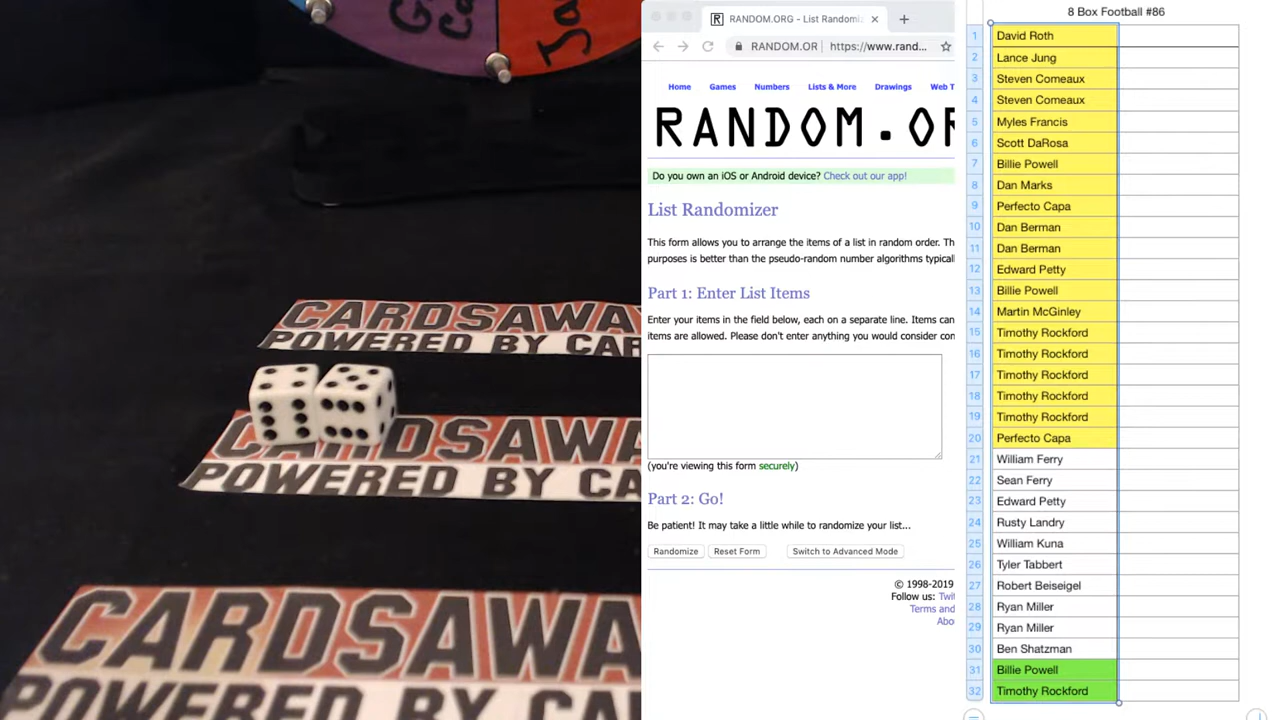 CARDSAWA
POWERED BY CAR
CARDSAWA
POWERED BY CA
CARDSAWA
POWERED BY CA
RANDOM.ORG - List Randomiz
RANDOM.OR
https://www.rand...
Home Games Numbers Lists & More Drawings Web T
RANDOM.OR
Do you own an iOS or Android device? Check out our app!
List Randomizer
This form allows you to arrange the items of a list in random order. Th
purposes is better than the pseudo-random number algorithms typicall
Part 1: Enter List Items
Enter your items in the field below, each on a separate line. Items can
items are allowed. Please don't enter anything you would consider con
(you're viewing this form securely)
Part 2: Go!
Be patient! It may take a little while to randomize your list...
Randomize Reset Form Switch to Advanced Mode
© 1998-2019
Follow us: Twit
Terms and
Abo
8 Box Football #86
1 David Roth
2 Lance Jung
3 Steven Comeaux
4 Steven Comeaux
5 Myles Francis
6 Scott DaRosa
7 Billie Powell
8 Dan Marks
9 Perfecto Capa
10 Dan Berman
11 Dan Berman
12 Edward Petty
13 Billie Powell
14 Martin McGinley
15 Timothy Rockford
16 Timothy Rockford
17 Timothy Rockford
18 Timothy Rockford
19 Timothy Rockford
20 Perfecto Capa
21 William Ferry
22 Sean Ferry
23 Edward Petty
24 Rusty Landry
25 William Kuna
26 Tyler Tabbert
27 Robert Beiseigel
28 Ryan Miller
29 Ryan Miller
30 Ben Shatzman
31 Billie Powell
32 Timothy Rockford